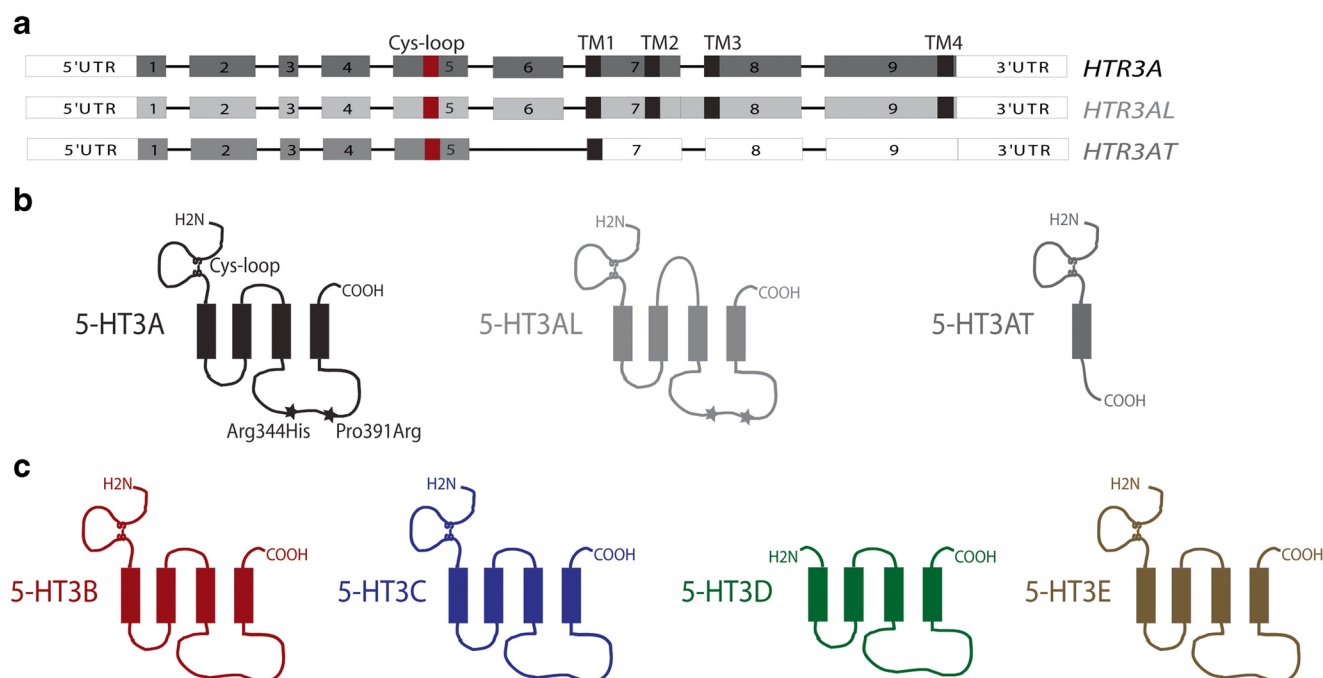 a
Cys-loop TM1 TM2 TM3 TM4
5'UTR 1 2 3 4 5 6 7 8 9 3'UTR HTR3A
5'UTR 1 2 3 4 5 6 7 8 9 3'UTR HTR3AL
5'UTR 1 2 3 4 5 7 8 9 3'UTR HTR3AT
b
H2N
S
S
Cys-loop
COOH
5-HT3A
Arg344His Pro391Arg
H2N
S
S
COOH
5-HT3AL
H2N
S
S
5-HT3AT
COOH
c
H2N
S
S
COOH
5-HT3B
H2N
S
S
COOH
5-HT3C
H2N
COOH
5-HT3D
H2N
S
S
COOH
5-HT3E